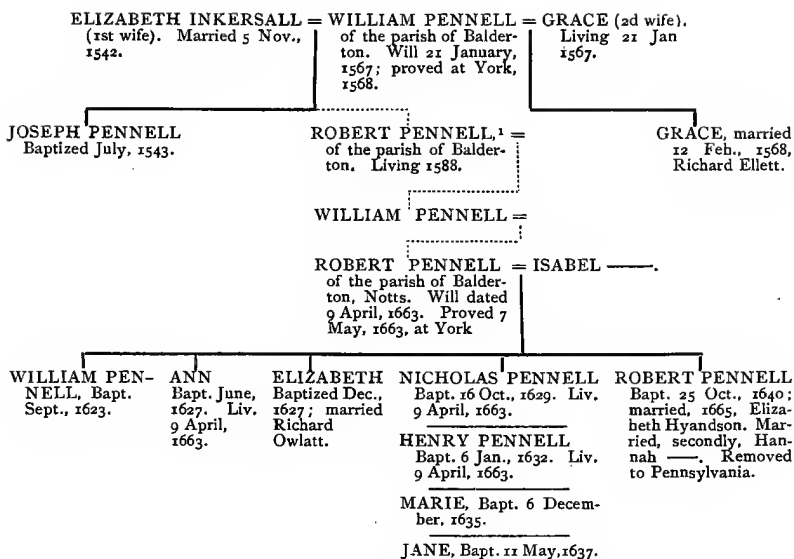 ELIZABETH INKERSALL = WILLIAM PENNELL = GRACE (2d wife).
(1st wife). Married 5 Nov.,
1542.
of the parish of Balder-
ton. Will 21 January,
1567; proved at York,
1568.
Living 21 Jan
1567.
JOSEPH PENNELL
Baptized July, 1543.
ROBERT PENNELL,¹ =
of the parish of Balder-
ton. Living 1588.
GRACE, married
12 Feh., 1568,
Richard Ellett.
WILLIAM PENNELL =
ROBERT PENNELL = ISABEL ——.
of the parish of Balder-
ton, Notts. Will dated
9 April, 1663. Proved 7
May, 1663, at York
WILLIAM PEN-
NELL, Bapt.
Sept., 1623.
ANN
Bapt. June,
1627. Liv.
9 April,
1663.
ELIZABETH
Baptized Dec.,
1627; married
Richard
Owlatt.
NICHOLAS PENNELL
Bapt. 16 Oct., 1629. Liv.
9 April, 1663.
HENRY PENNELL
Bapt. 6 Jan., 1632. Liv.
9 April, 1663.
MARIE, Bapt. 6 Decem-
ber, 1635.
JANE, Bapt. 11 May, 1637.
ROBERT PENNELL
Bapt. 25 Oct., 1640;
married, 1665, Eliza-
beth Hyandson. Mar-
ried, secondly, Han-
nah ——. Removed
to Pennsylvania.